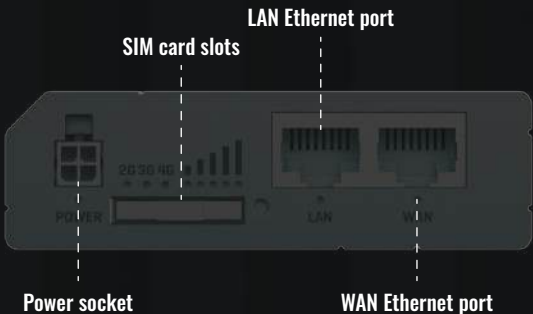 LAN Ethernet port
SIM card slots
2G 3G 4G
POWER
LAN
WAN
Power socket
WAN Ethernet port